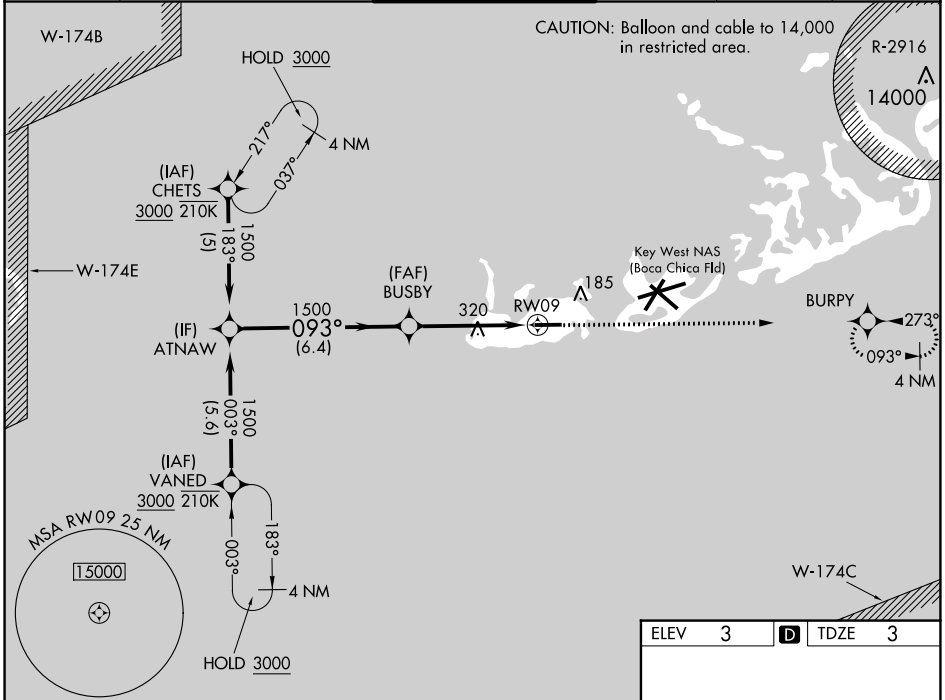 W-174B
CAUTION: Balloon and cable to 14,000
in restricted area.
R-2916
14000
HOLD 3000
217°
037°
4 NM
(IAF)
CHETS
3000 210K
1500
183°
(5)
W-174E
Key West NAS
(Boca Chica Fld)
(FAF)
BUSBY
185
RW09
320
BURPY
1500
093°
(6.4)
(IF)
ATNAW
273°
093°
4 NM
1500
003°
(5.6)
(IAF)
VANED
3000 210K
183°
003°
4 NM
HOLD 3000
MSA RW09 25 NM
15000
W-174C
ELEV 3 D TDZE 3